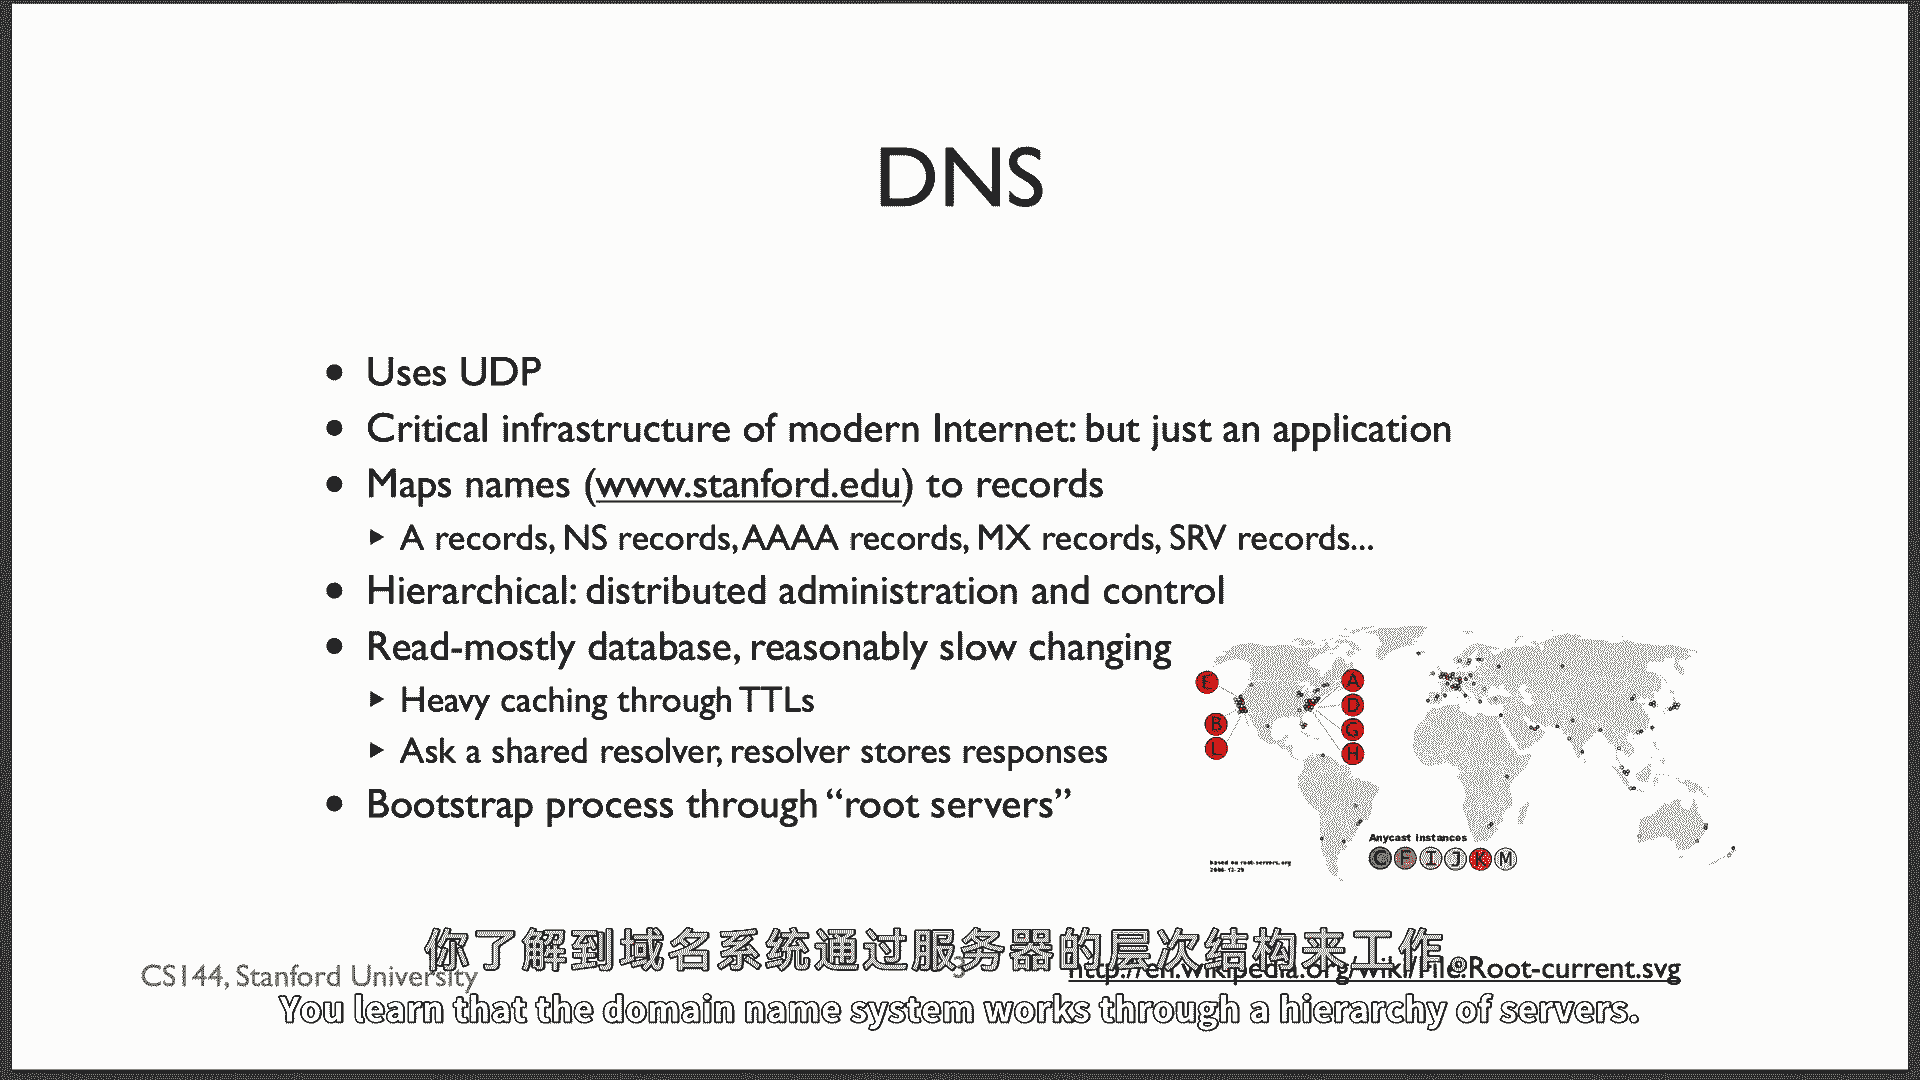 DNS
• Uses UDP
• Critical infrastructure of modern Internet: but just an application
• Maps names (www.stanford.edu) to records
‣ A records, NS records, AAAA records, MX records, SRV records...
• Hierarchical: distributed administration and control
• Read-mostly database, reasonably slow changing
‣ Heavy caching through TTLs
‣ Ask a shared resolver, resolver stores responses
• Bootstrap process through “root servers”
E
B
L
A
D
G
H
Anycast instances
C F I J K M
based on root-servers.org
你了解到域名系统通过服务器的层次结构来工作。
CS144, Stanford University
3
http://en.wikipedia.org/wiki/File:Root-current.svg
You learn that the domain name system works through a hierarchy of servers.